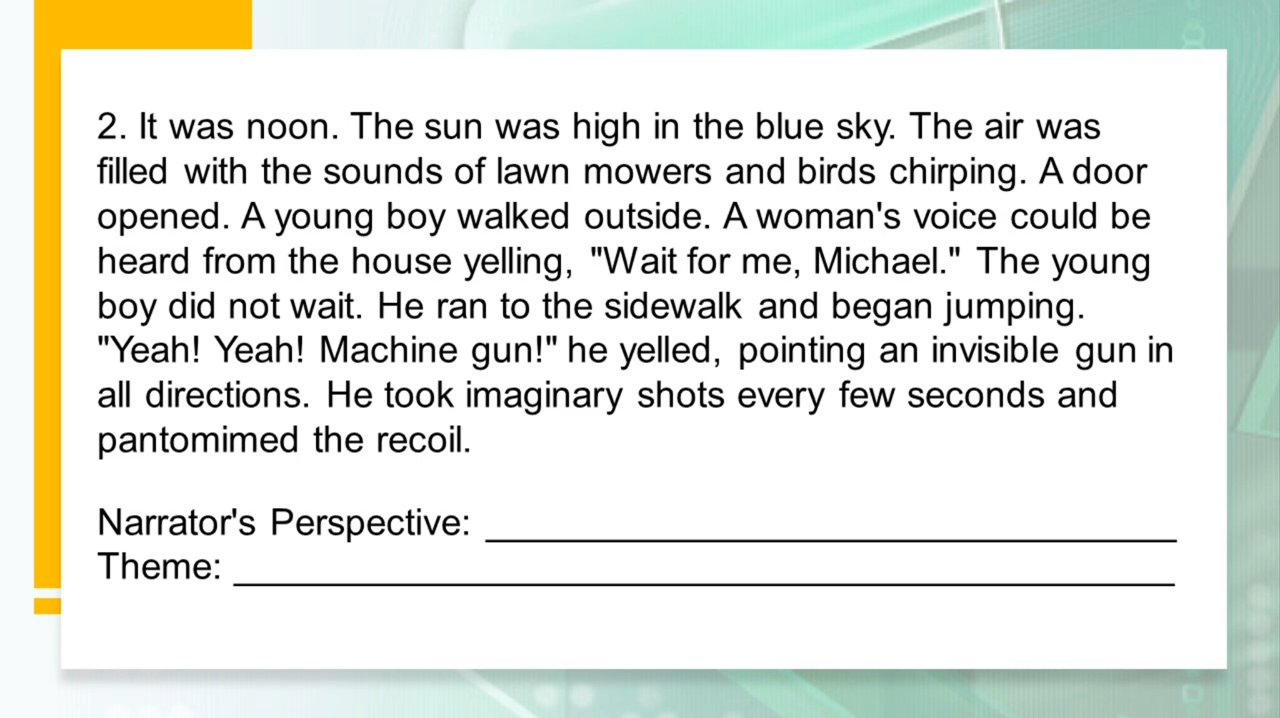 2. It was noon. The sun was high in the blue sky. The air was
filled with the sounds of lawn mowers and birds chirping. A door
opened. A young boy walked outside. A woman's voice could be
heard from the house yelling, "Wait for me, Michael." The young
boy did not wait. He ran to the sidewalk and began jumping.
"Yeah! Yeah! Machine gun!" he yelled, pointing an invisible gun in
all directions. He took imaginary shots every few seconds and
pantomimed the recoil.
Narrator's Perspective: ______________________________
Theme: ______________________________